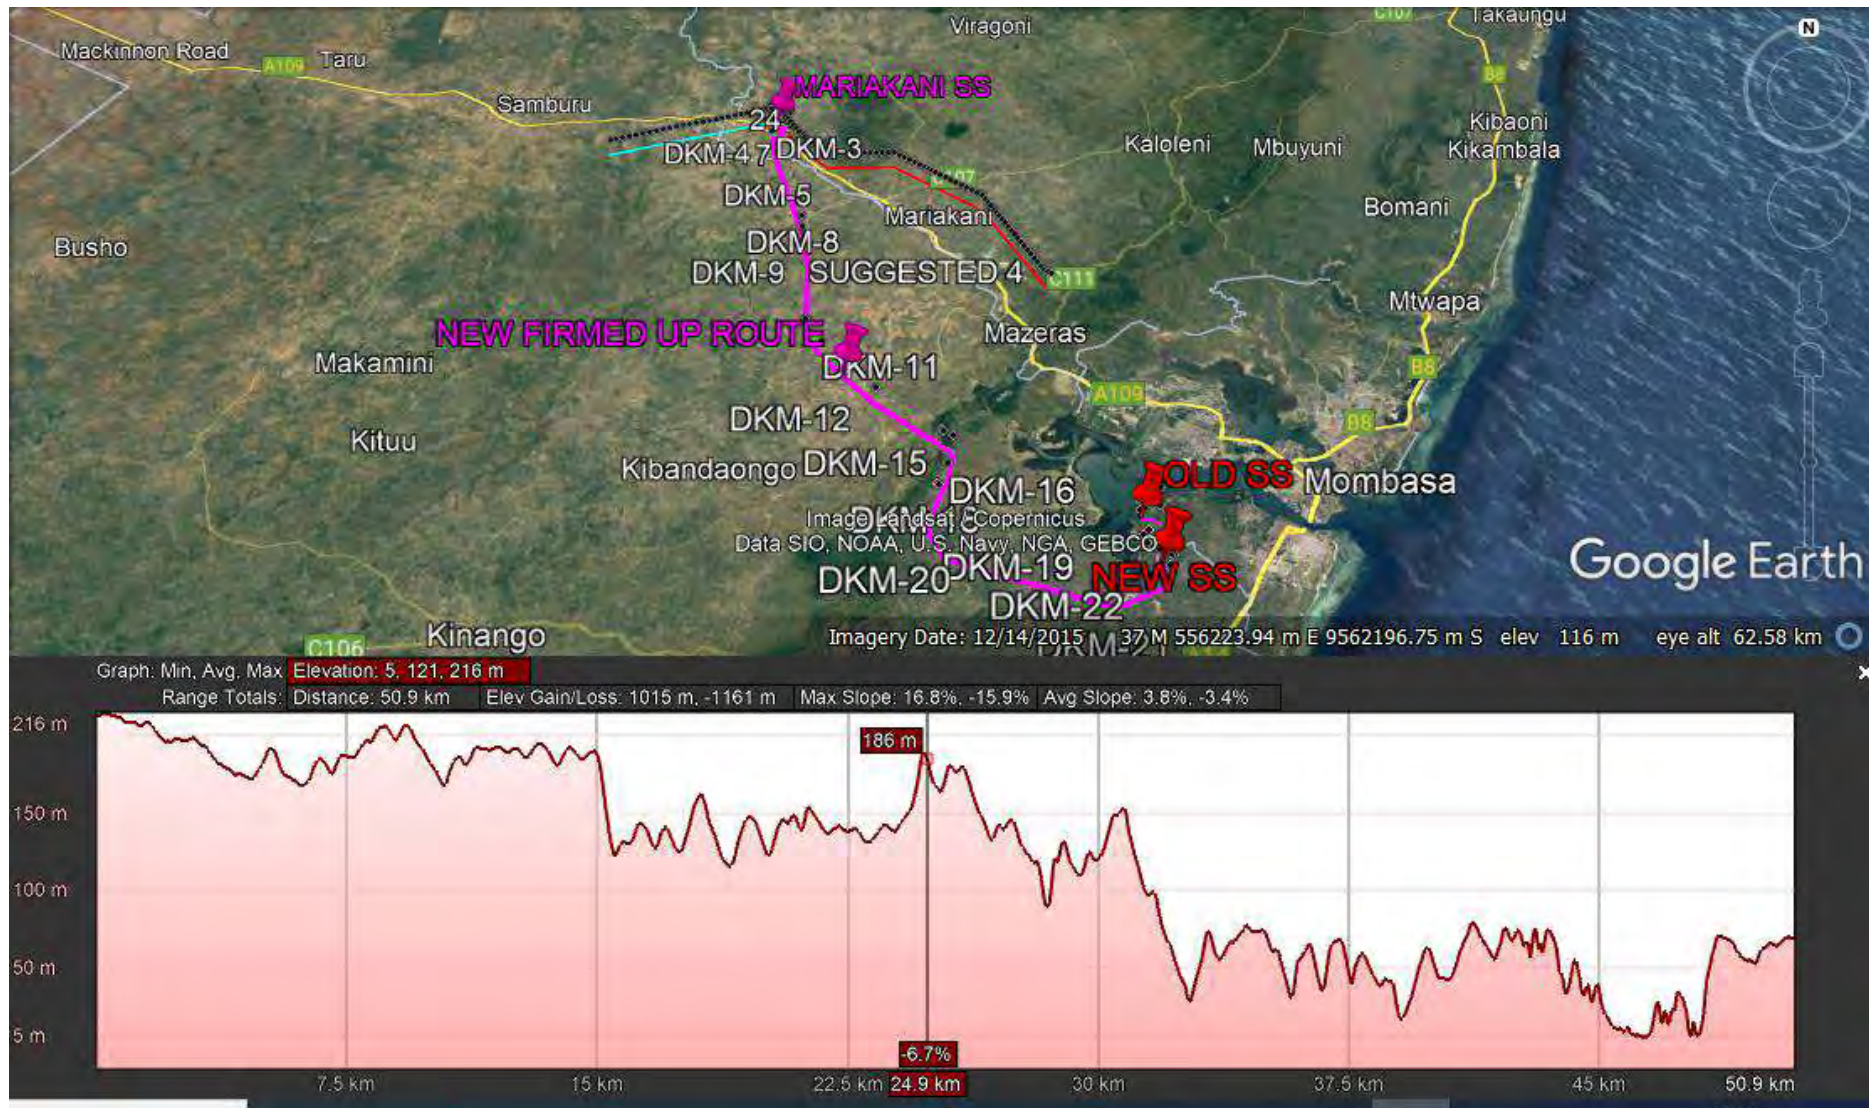 Viragoni
C107
Takaungu
N
Mackinnon Road
A109
Taru
B8
MARIAKANI SS
Samburu
24
Kibaoni
Kaloleni
Mbuyuni
Kikambala
DKM-4
7
DKM-3
C107
DKM-5
Mariakani
Bomani
DKM-8
Busho
DKM-9
SUGGESTED 4
C111
Mtwapa
NEW FIRMED UP ROUTE
Mazeras
Makamini
DKM-11
B8
A109
DKM-12
B8
Kituu
Kibandaongo
DKM-15
OLD SS
Mombasa
DKM-16
Image Landsat / Copernicus
Data SIO, NOAA, U.S. Navy, NGA, GEBCO
Google Earth
DKM-19
NEW SS
DKM-20
DKM-22
Kinango
C106
Imagery Date: 12/14/2015 37 M 556223.94 m E 9562196.75 m S elev 116 m eye alt 62.58 km
DKM-21
Graph: Min, Avg, Max Elevation: 5, 121, 216 m
Range Totals: Distance: 50.9 km Elev Gain/Loss: 1015 m, -1161 m Max Slope: 16.8%, -15.9% Avg Slope: 3.8%, -3.4%
216 m
186 m
150 m
100 m
50 m
5 m
-6.7%
7.5 km 15 km 22.5 km 24.9 km 30 km 37.5 km 45 km 50.9 km